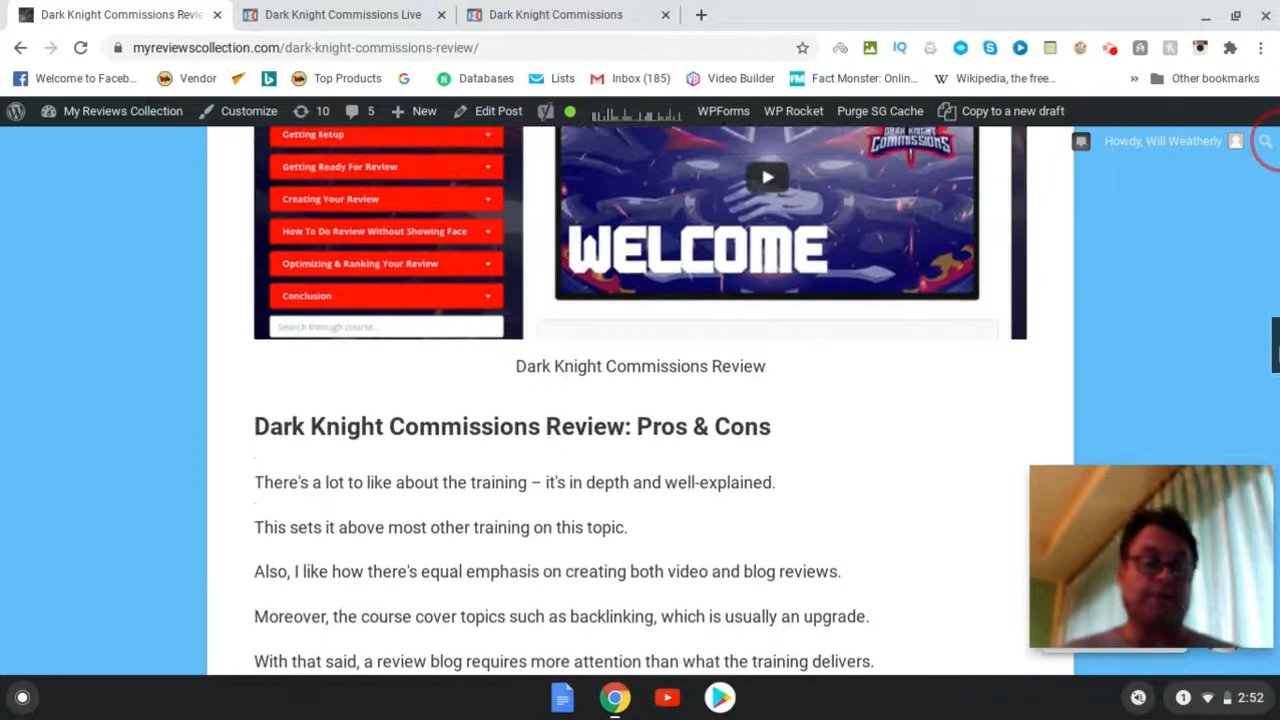 Dark Knight Commissions Revie
Dark Knight Commissions Live
Dark Knight Commissions
myreviewscollection.com/dark-knight-commissions-review/
Welcome to Faceb...
Vendor
Top Products
Databases
Lists
Inbox (185)
Video Builder
Fact Monster: Onlin...
Wikipedia, the free...
Other bookmarks
My Reviews Collection
Customize
10
5
New
Edit Post
WPForms
WP Rocket
Purge SG Cache
Copy to a new draft
Howdy, Will Weatherly
Getting Retup
Getting Ready For Review
Creating Your Review
How To Do Review Without Showing Face
Optimizing & Ranking Your Review
Conclusion
Search through course...
DARK KNIGHT
COMMISSIONS
WELCOME
Dark Knight Commissions Review
Dark Knight Commissions Review: Pros & Cons
There's a lot to like about the training – it's in depth and well-explained.
This sets it above most other training on this topic.
Also, I like how there's equal emphasis on creating both video and blog reviews.
Moreover, the course cover topics such as backlinking, which is usually an upgrade.
With that said, a review blog requires more attention than what the training delivers.
1
2:52